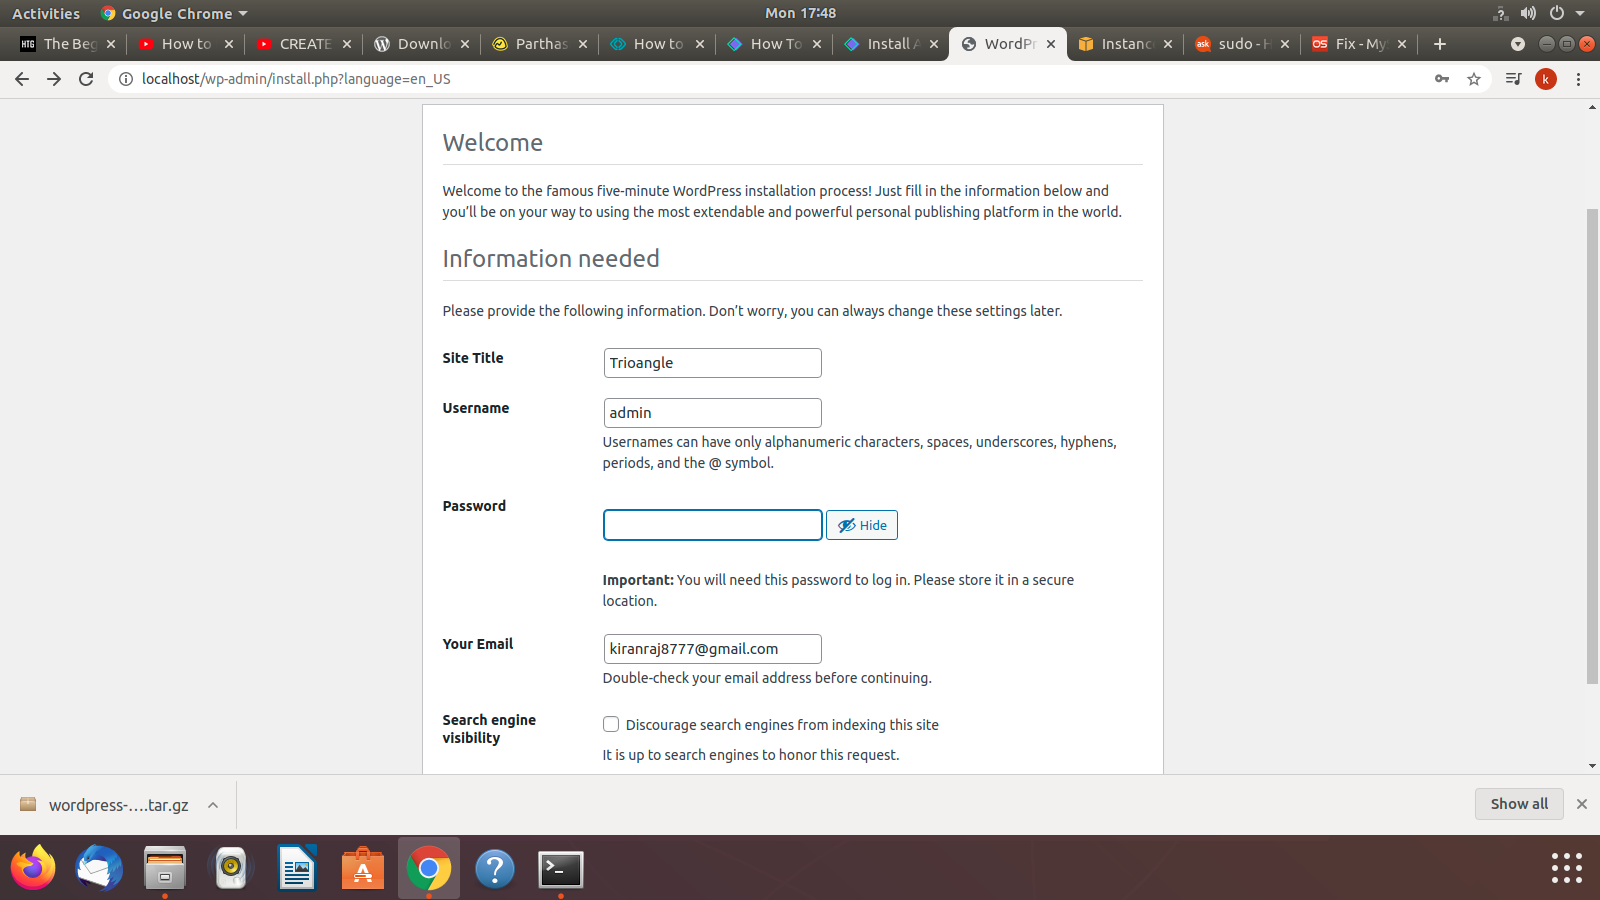 Activities Google Chrome Mon 17:48
HTG The Beg How to CREATE Downlo Parthas How to How To Install A WordPr Instanc ask sudo - H OS Fix - My
localhost/wp-admin/install.php?language=en_US k
Welcome
Welcome to the famous five-minute WordPress installation process! Just fill in the information below and
you’ll be on your way to using the most extendable and powerful personal publishing platform in the world.
Information needed
Please provide the following information. Don’t worry, you can always change these settings later.
Site Title Trioangle
Username admin
Usernames can have only alphanumeric characters, spaces, underscores, hyphens,
periods, and the @ symbol.
Password Hide
Important: You will need this password to log in. Please store it in a secure
location.
Your Email kiranraj8777@gmail.com
Double-check your email address before continuing.
Search engine
visibility
Discourage search engines from indexing this site
It is up to search engines to honor this request.
wordpress-....tar.gz Show all